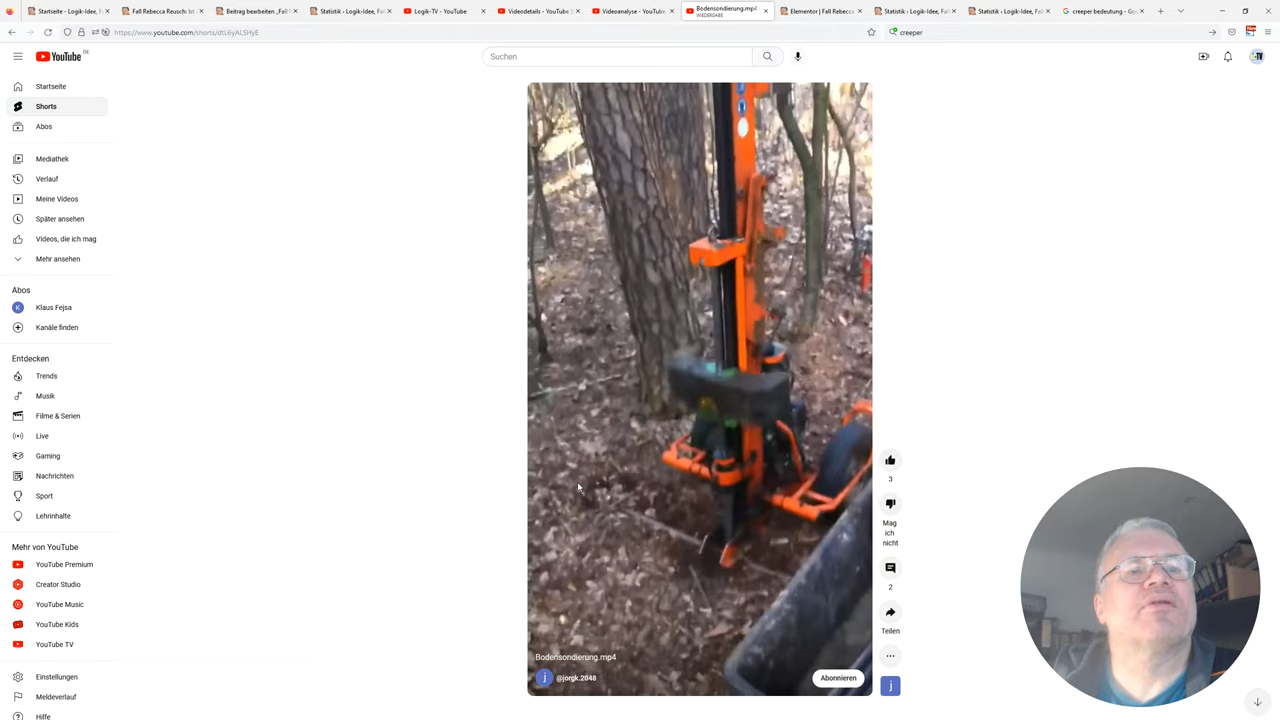 Startseite - Logik-Idee, F
Fall Rebecca Reusch: Ist
Beitrag bearbeiten „Fall
Statistik ‹ Logik-Idee, Fal
Logik-TV - YouTube
Videodetails - YouTube S
Videoanalyse - YouTube
Bodensondierung.mp4
WIEDERGABE
Elementor | Fall Rebecca
Statistik ‹ Logik-Idee, Fal
Statistik ‹ Logik-Idee, Fal
creeper bedeutung - Goo
https://www.youtube.com/shorts/dtL6yALSHyE
creeper
YouTube DE
Suchen
Startseite
Shorts
Abos
Mediathek
Verlauf
Meine Videos
Später ansehen
Videos, die ich mag
Mehr ansehen
Abos
K Klaus Fejsa
Kanäle finden
Entdecken
Trends
Musik
Filme & Serien
Live
Gaming
Nachrichten
Sport
Lehrinhalte
Mehr von YouTube
YouTube Premium
Creator Studio
YouTube Music
YouTube Kids
YouTube TV
Einstellungen
Meldeverlauf
Hilfe
3
Mag
ich
nicht
2
Teilen
Bodensondierung.mp4
j @jorgk.2048
Abonnieren
j